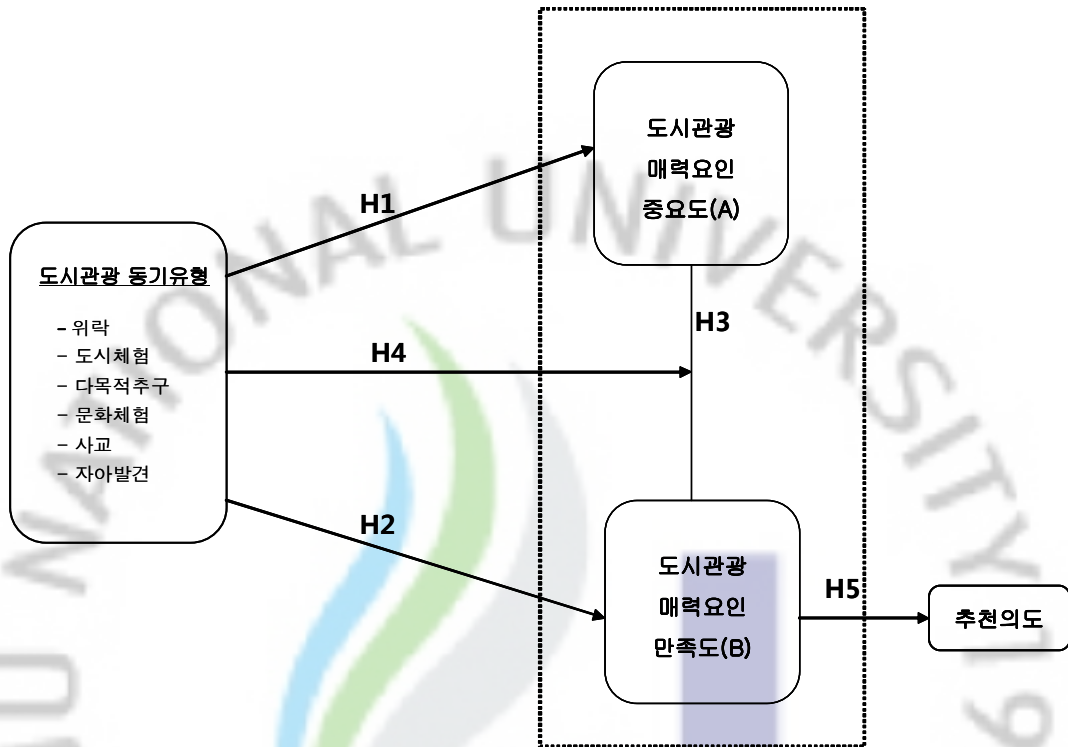 도시관광
매력요인
중요도(A)
H1
도시관광 동기유형
- 위락
- 도시체험
- 다목적추구
- 문화체험
- 사교
- 자아발견
H3
H4
H2
도시관광
매력요인
만족도(B)
H5
추천의도
NATIONAL UNIVERSITY